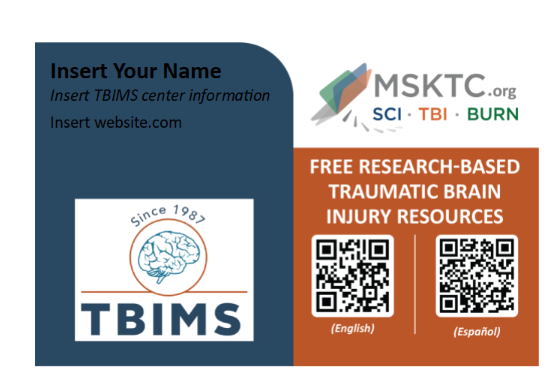 Insert Your Name
Insert TBIMS center information
Insert website.com
Since 1987
TBIMS
MSKTC.org
SCI · TBI · BURN
FREE RESEARCH-BASED
TRAUMATIC BRAIN
INJURY RESOURCES
(English)
(Español)